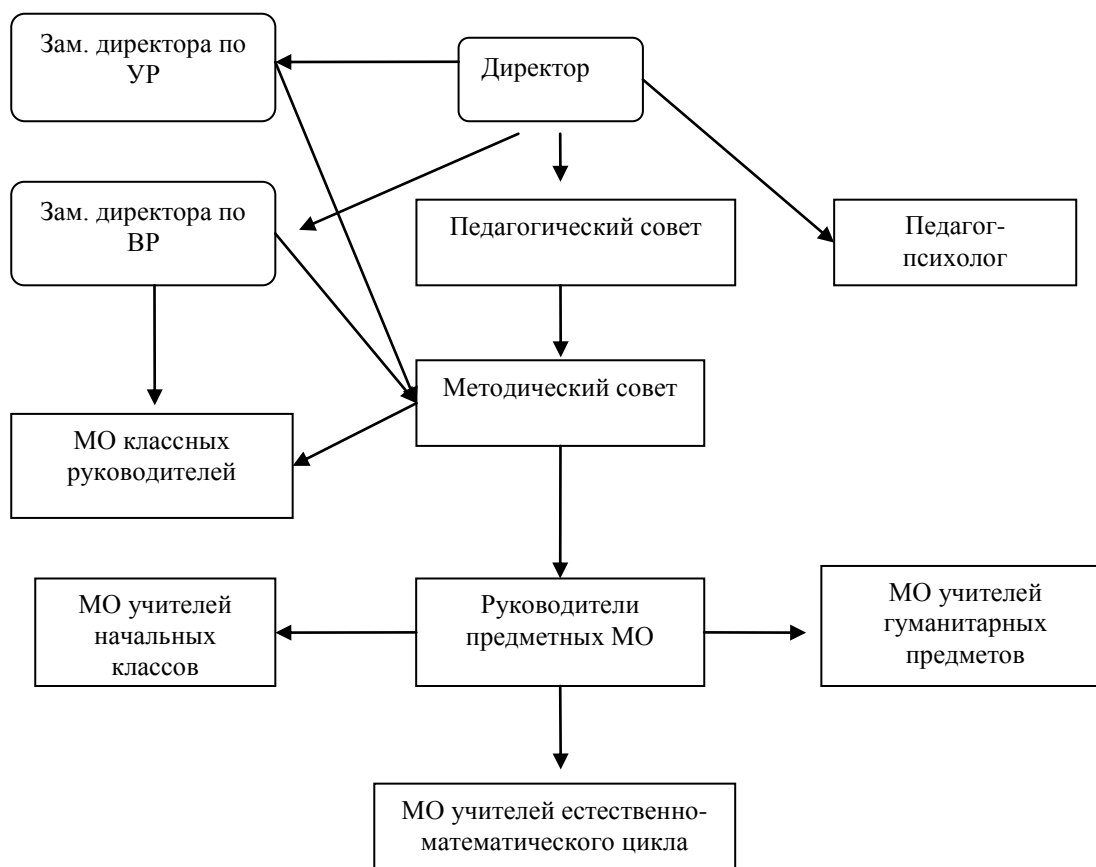 Зам. директора по
УР
Директор
Зам. директора по
ВР
Педагогический совет
Педагог-
психолог
Методический совет
МО классных
руководителей
МО учителей
начальных
классов
Руководители
предметных МО
МО учителей
гуманитарных
предметов
МО учителей естественно-
математического цикла